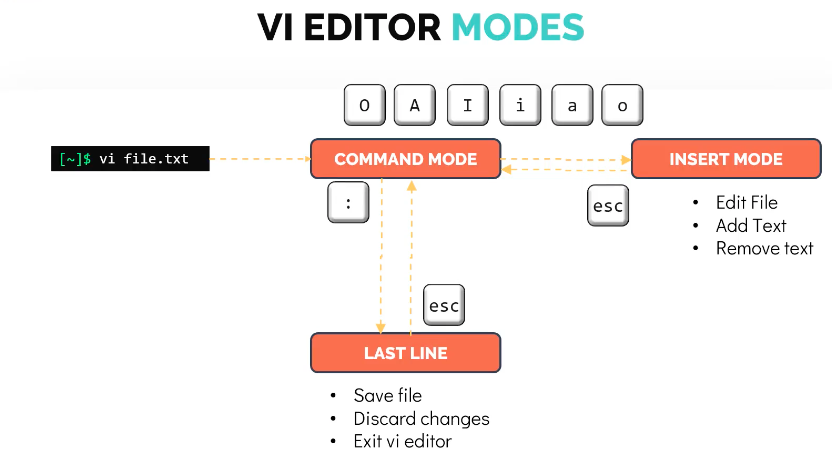 VI EDITOR MODES
O A I i a o
[~]$ vi file.txt
COMMAND MODE
INSERT MODE
:
esc
• Edit File
• Add Text
• Remove text
esc
LAST LINE
• Save file
• Discard changes
• Exit vi editor